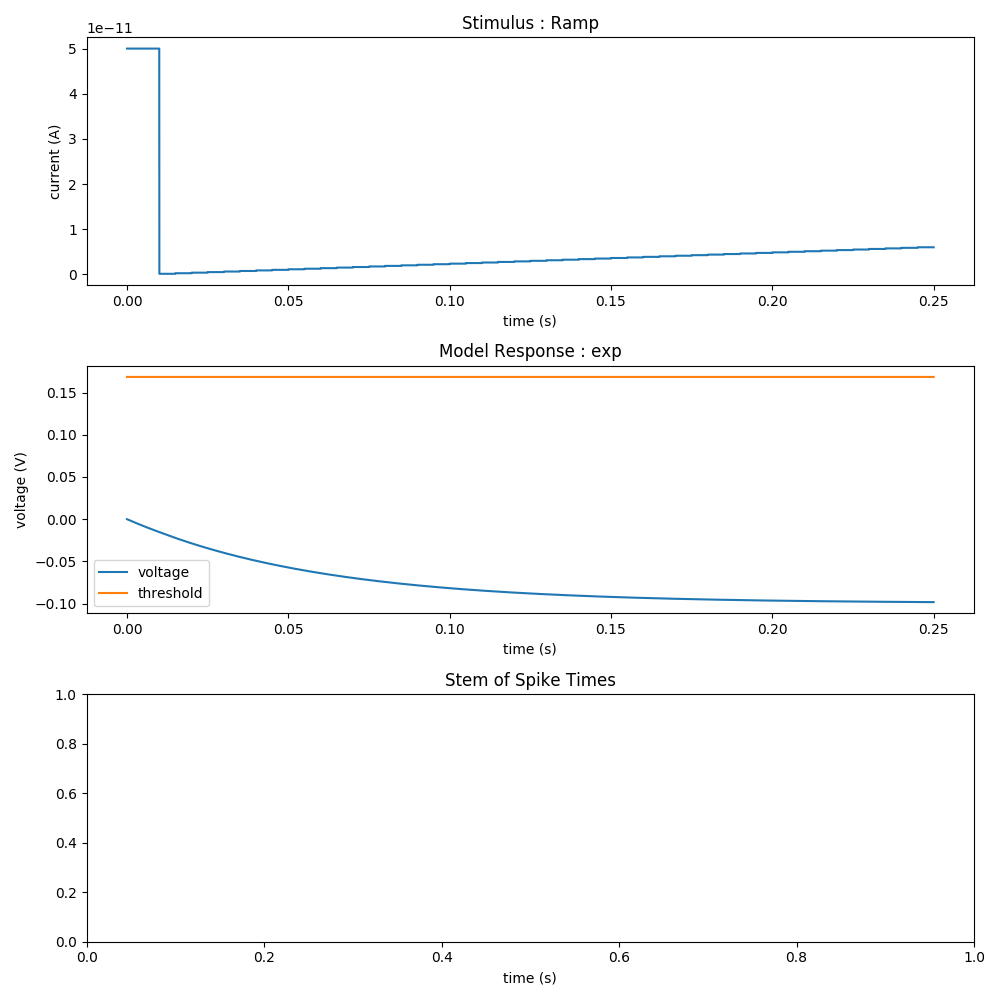 Stimulus : Ramp
1e−11
5
4
3
2
1
0
current (A)
0.00 0.05 0.10 0.15 0.20 0.25
time (s)
Model Response : exp
0.15
0.10
0.05
0.00
−0.05
−0.10
voltage (V)
voltage
threshold
0.00 0.05 0.10 0.15 0.20 0.25
time (s)
Stem of Spike Times
1.0
0.8
0.6
0.4
0.2
0.0
0.0 0.2 0.4 0.6 0.8 1.0
time (s)